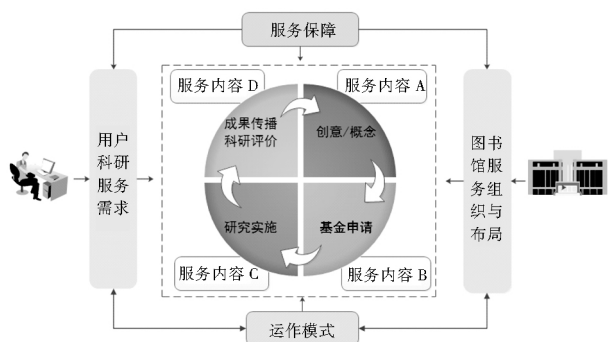 服务保障
服务内容 D
服务内容 A
用户
科研
服务
需求
成果传播
科研评价
创意/概念
图书
馆服
务组
织与
布局
研究实施
基金申请
服务内容 C
服务内容 B
运作模式